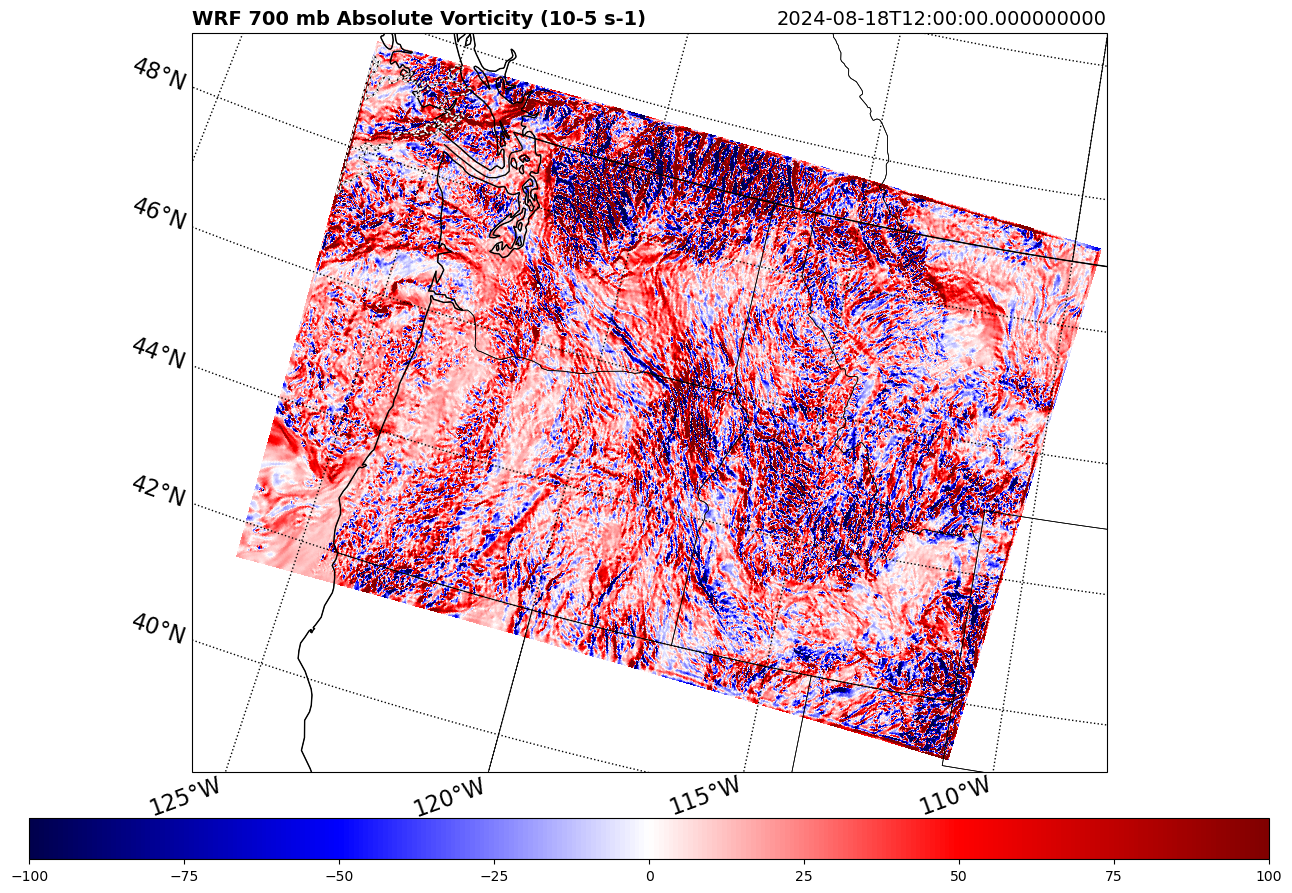 WRF 700 mb Absolute Vorticity (10-5 s-1)
2024-08-18T12:00:00.000000000
48°N
46°N
44°N
42°N
40°N
125°W
120°W
115°W
110°W
−100
−75
−50
−25
0
25
50
75
100